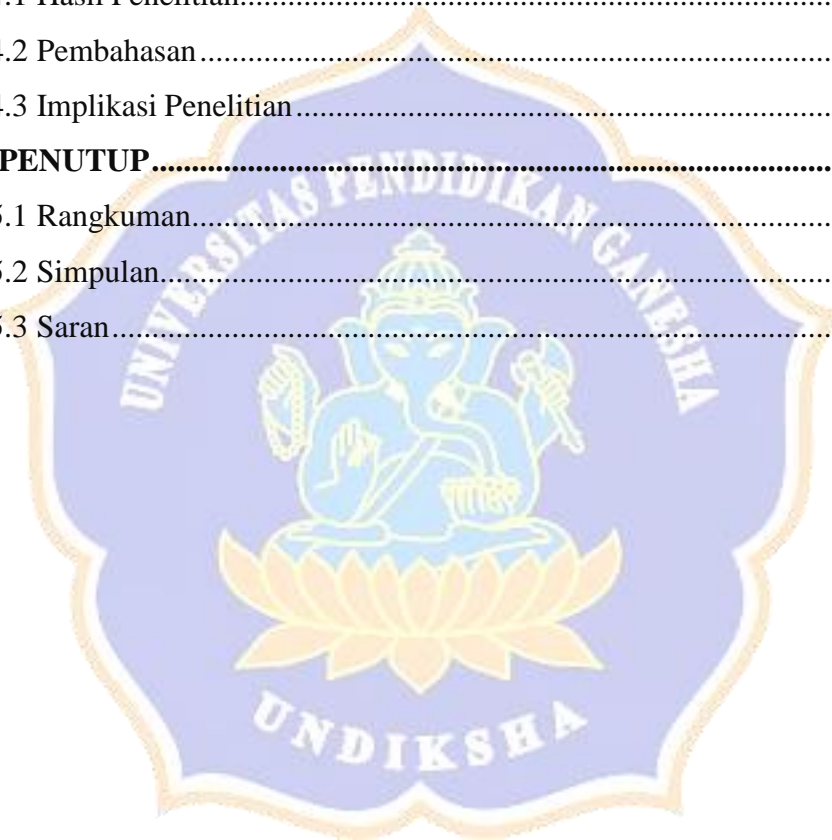 .1 Hasil Penelitian
4.2 Pembahasan
4.3 Implikasi Penelitian
PENUTUP
5.1 Rangkuman
5.2 Simpulan
5.3 Saran
UNIVERSITAS PENDIDIKAN GANESHA
UNDIKSHA